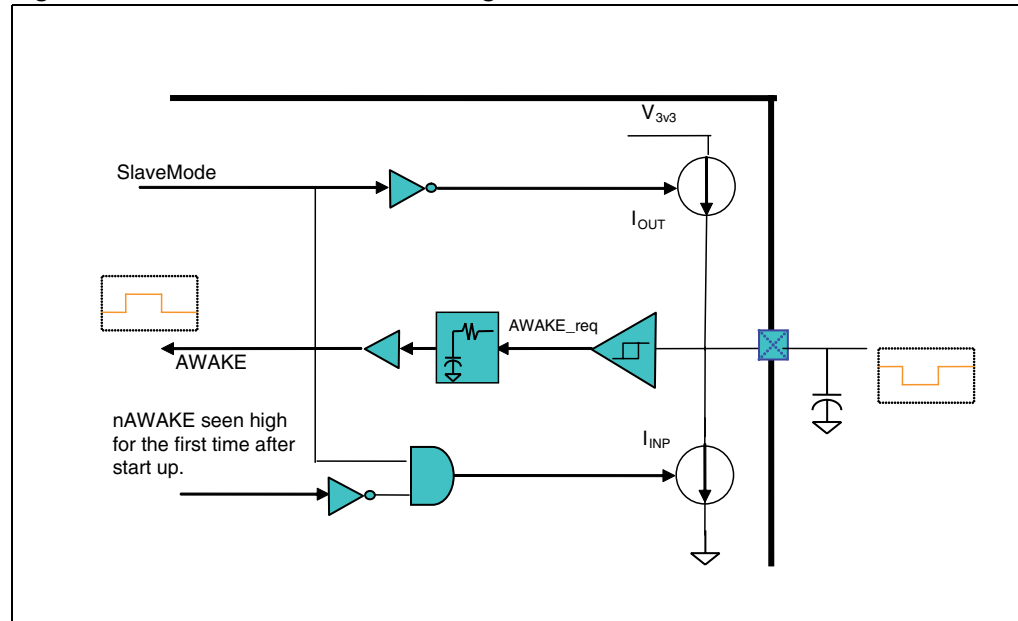 V3v3
SlaveMode
IOUT
AWAKE_req
AWAKE
nAWAKE seen high
for the first time after
start up.
IINP